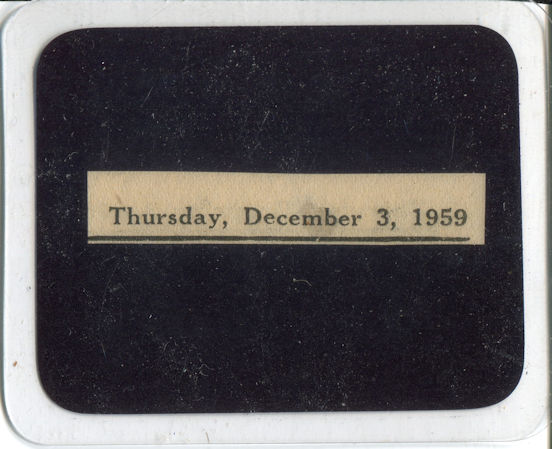 Thursday, December 3, 1959